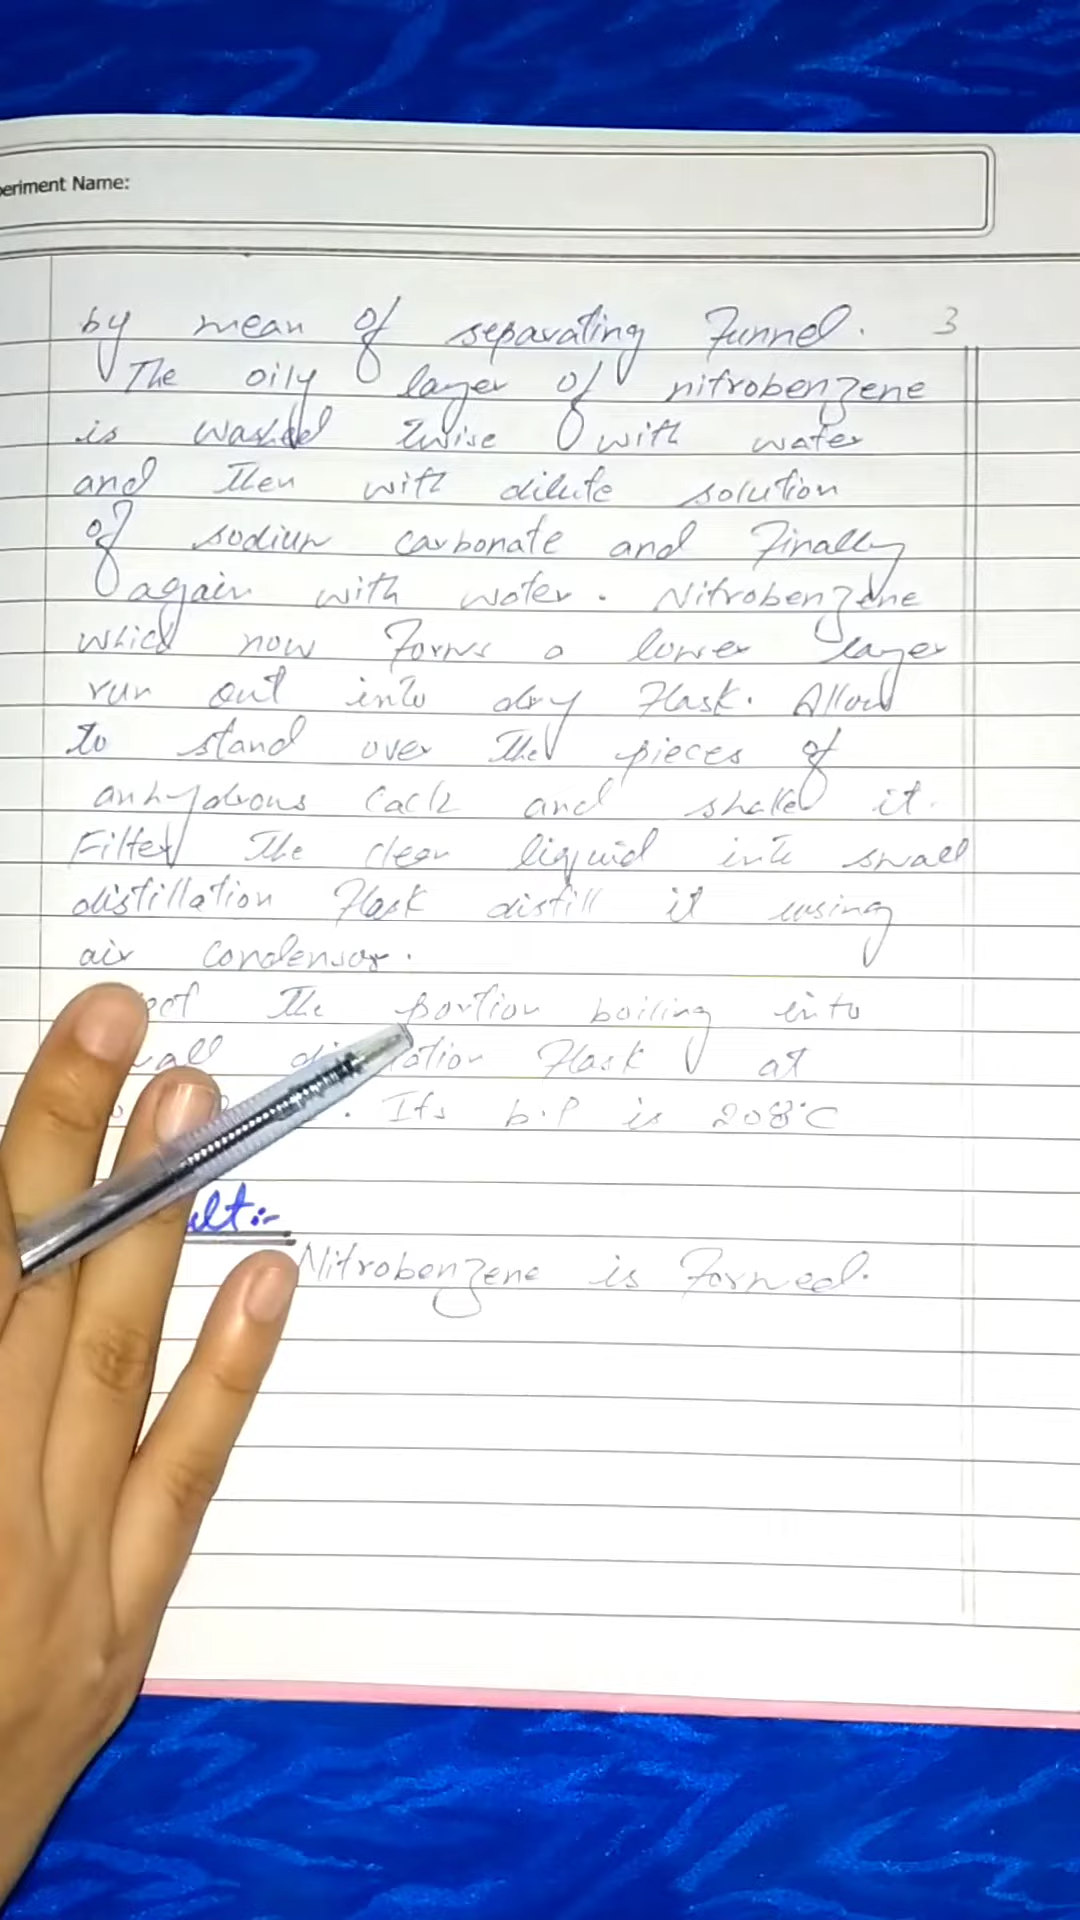 periment Name:
by mean of separating Funnel. 3
The oily layer of nitrobenzene
is washed twise with water
and then with dilute solution
of sodium carbonate and Finally
again with water. Nitrobenzene
which now Forms a lower layer
run out into dry Flask. Allow
to stand over the pieces of
anhydrous Cacl2 and shake it.
Filter the clear liquid into small
distillation Flask distill it using
air Condensor.
the portion boiling into
Flask at
. Its b.P is 208°C
ult:-
Nitrobenzene is Formed.